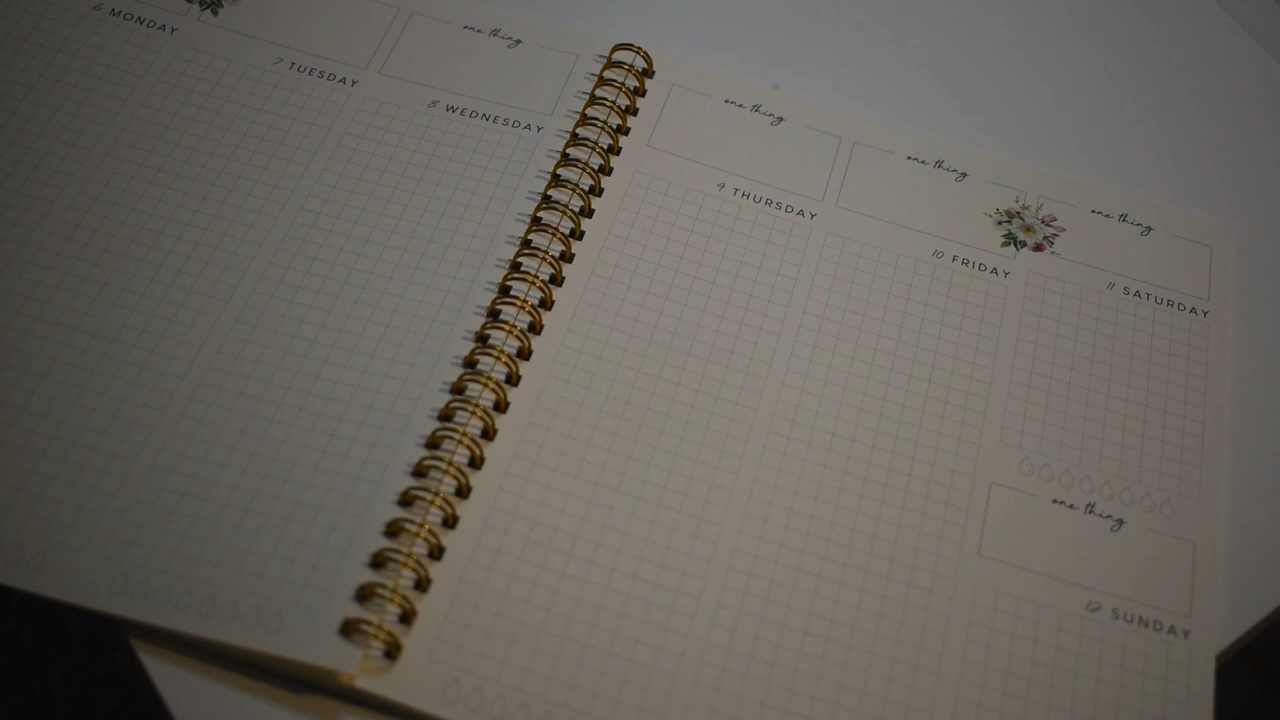 6 MONDAY
7 TUESDAY
one thing
8 WEDNESDAY
one thing
9 THURSDAY
one thing
10 FRIDAY
one thing
11 SATURDAY
one thing
12 SUNDAY